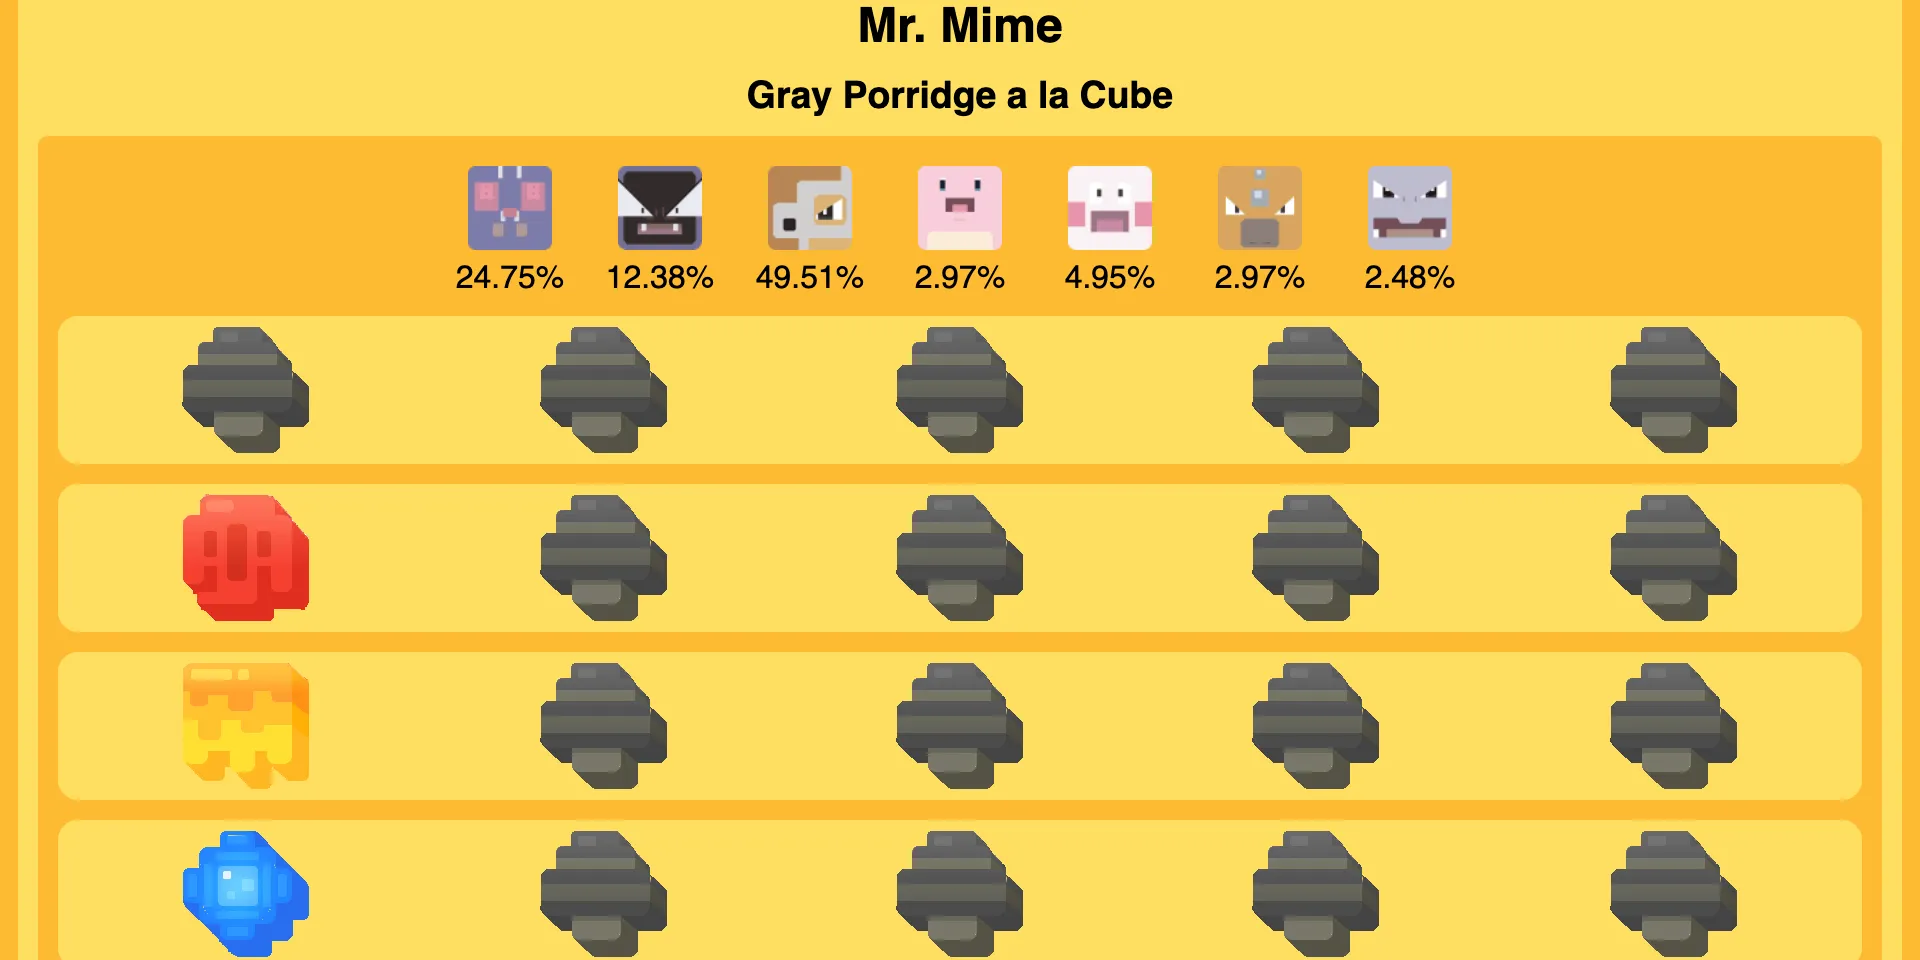 Mr. Mime
Gray Porridge a la Cube
24.75% 12.38% 49.51% 2.97% 4.95% 2.97% 2.48%